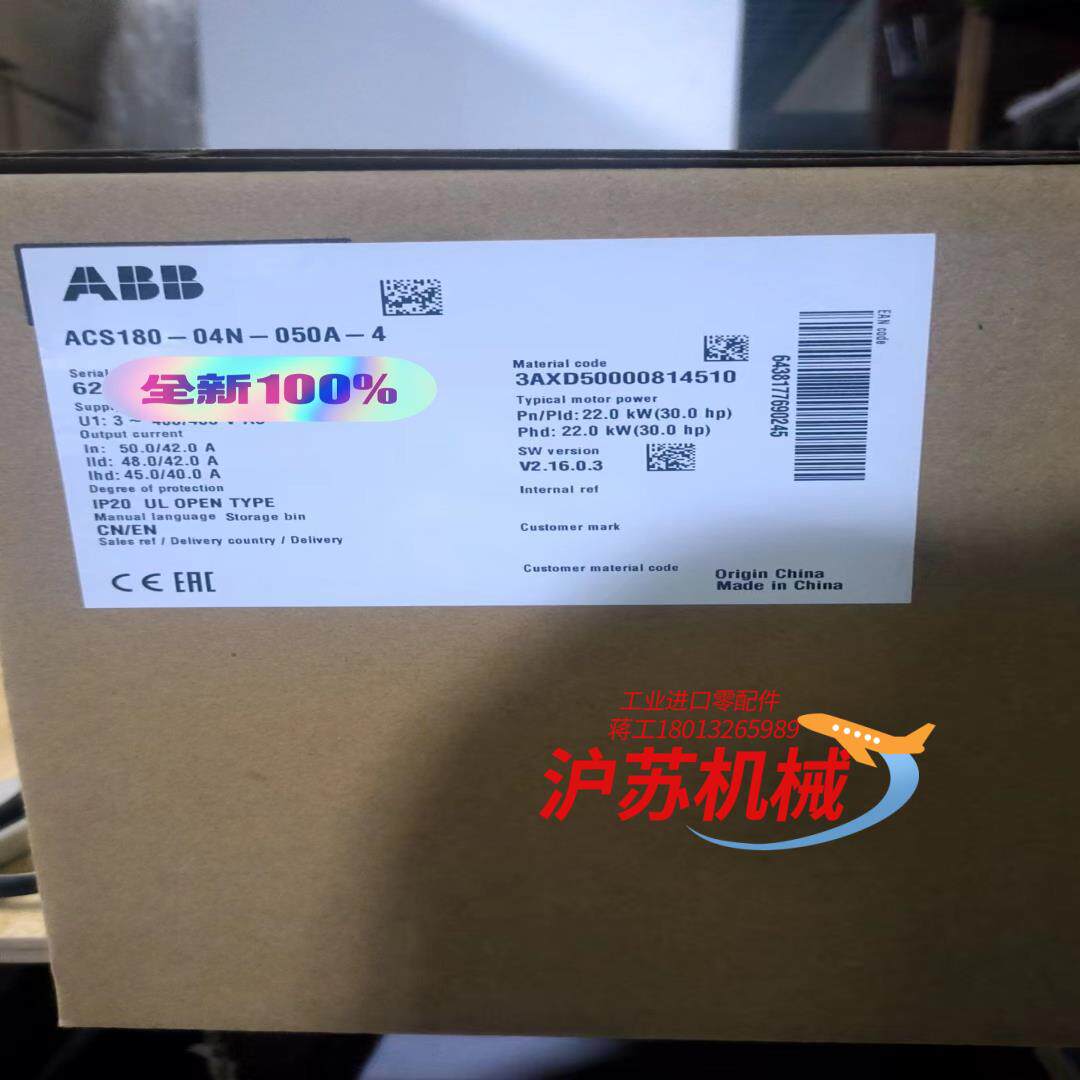 ABB
ACS180-04N-050A-4
Serial
62
全新100%
Supp
U1: 3~
Output current
In: 50.0/42.0 A
Ild: 48.0/42.0 A
Ihd: 45.0/40.0 A
Degree of protection
IP20 UL OPEN TYPE
Manual language Storage bin
CN/EN
Sales ref / Delivery country / Delivery
CE EAC
Material code
3AXD50000814510
Typical motor power
Pn/Pld: 22.0 kW(30.0 hp)
Phd: 22.0 kW(30.0 hp)
SW version
V2.16.0.3
Internal ref
Customer mark
Customer material code
Origin China
Made in China
EAN code
6438177690245
工业进口零配件
蒋工18013265989
沪苏机械